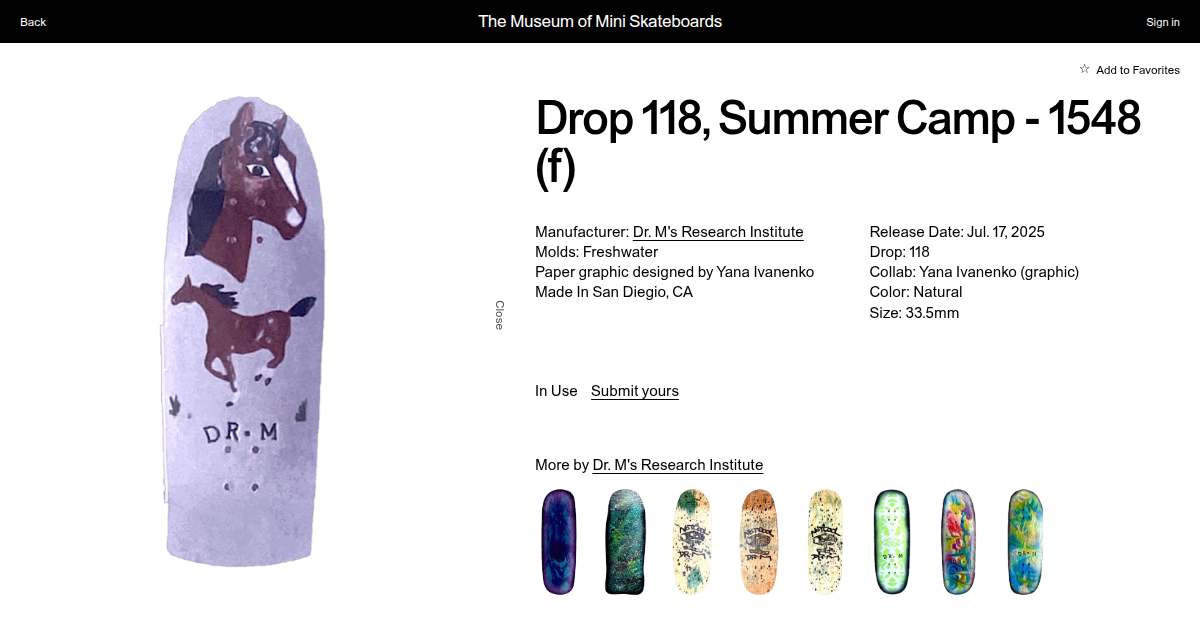 Back
The Museum of Mini Skateboards
Sign in
☆ Add to Favorites
Drop 118, Summer Camp - 1548
(f)
Manufacturer: Dr. M's Research Institute
Molds: Freshwater
Paper graphic designed by Yana Ivanenko
Made In San Diegio, CA
Release Date: Jul. 17, 2025
Drop: 118
Collab: Yana Ivanenko (graphic)
Color: Natural
Size: 33.5mm
Close
DR. M
In Use Submit yours
More by Dr. M's Research Institute